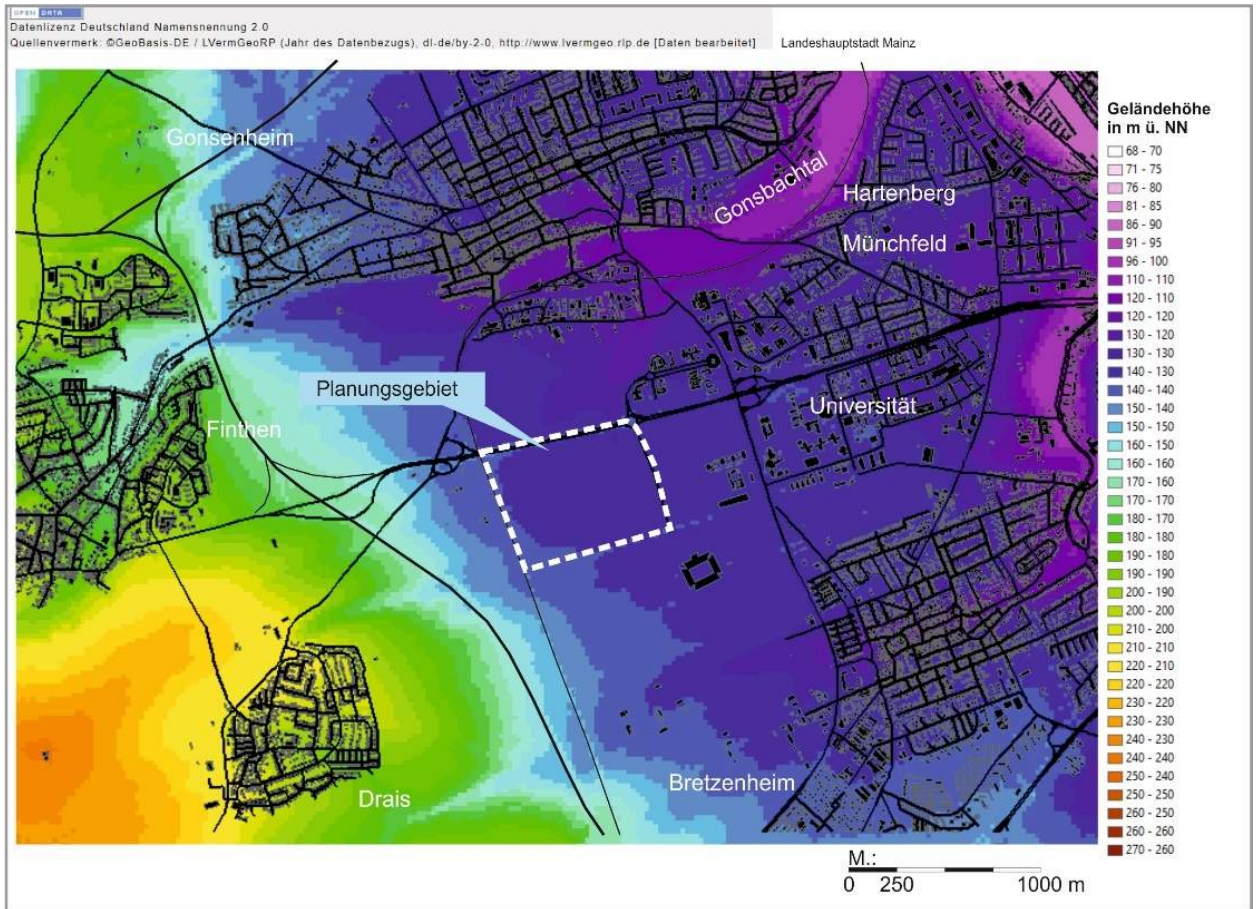 OPEN DATA
Datenlizenz Deutschland Namensnennung 2.0
Quellenvermerk: ©GeoBasis-DE / LVermGeoRP (Jahr des Datenbezugs), dl-de/by-2-0, http://www.lvermgeo.rlp.de [Daten bearbeitet]
Landeshauptstadt Mainz
Gonsenheim
Gonsbachtal
Hartenberg
Münchfeld
Planungsgebiet
Universität
Finthen
Bretzenheim
Drais
Geländehöhe
in m ü. NN
68 - 70
71 - 75
76 - 80
81 - 85
86 - 90
91 - 95
96 - 100
110 - 110
120 - 110
120 - 120
130 - 120
130 - 130
140 - 130
140 - 140
150 - 140
150 - 150
160 - 150
160 - 160
170 - 160
170 - 170
180 - 170
180 - 180
190 - 180
190 - 190
200 - 190
200 - 200
210 - 200
210 - 210
220 - 210
220 - 220
230 - 220
230 - 230
240 - 230
240 - 240
250 - 240
250 - 250
260 - 250
260 - 260
270 - 260
M.:
0 250 1000 m